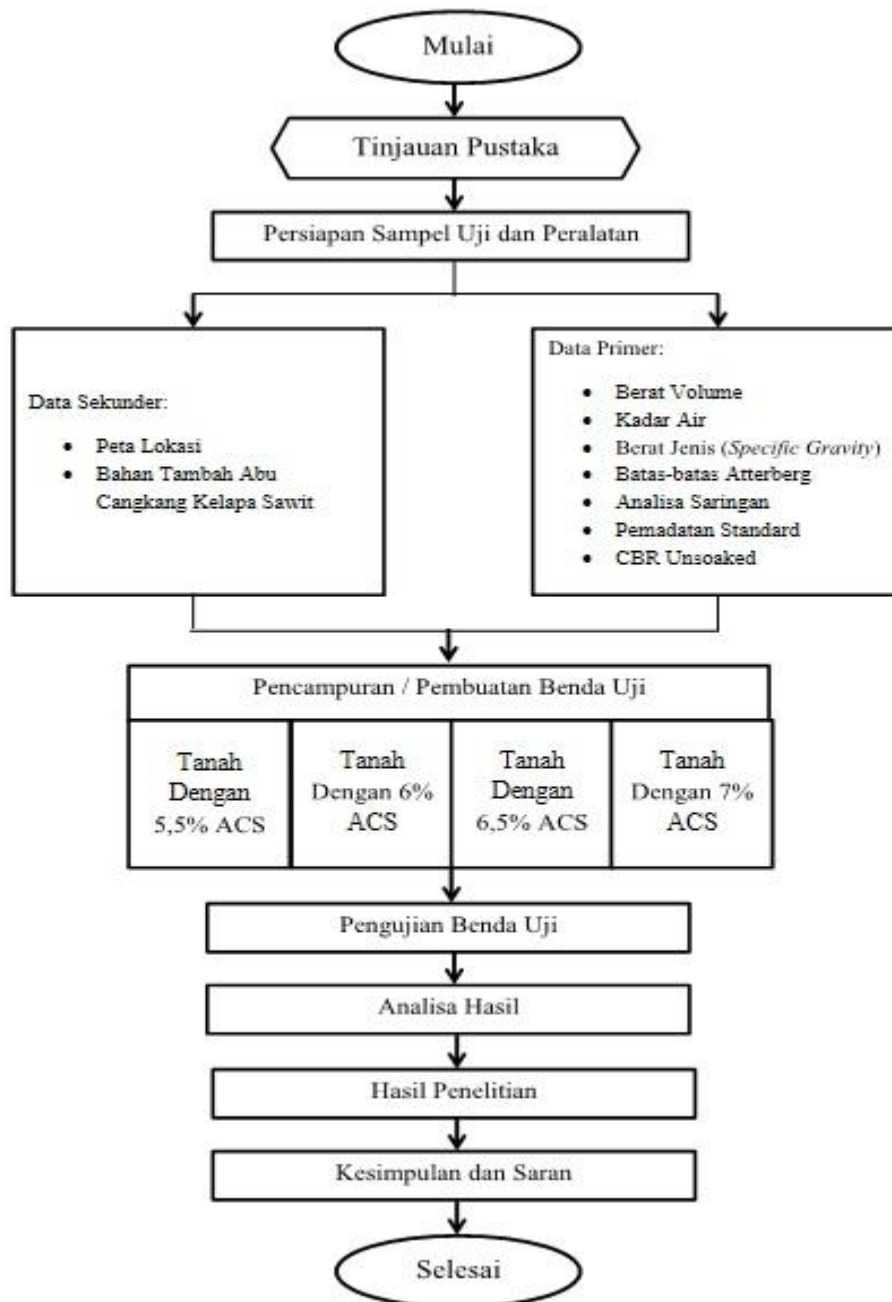 Mulai
Tinjauan Pustaka
Persiapan Sampel Uji dan Peralatan
Data Sekunder:
• Peta Lokasi
• Bahan Tambah Abu
Cangkang Kelapa Sawit
Data Primer:
• Berat Volume
• Kadar Air
• Berat Jenis (Specific Gravity)
• Batas-batas Atterberg
• Analisa Saringan
• Pemadatan Standard
• CBR Unsoaked
Pencampuran / Pembuatan Benda Uji
Tanah
Dengan
5,5% ACS
Tanah
Dengan 6%
ACS
Tanah
Dengan
6,5% ACS
Tanah
Dengan 7%
ACS
Pengujian Benda Uji
Analisa Hasil
Hasil Penelitian
Kesimpulan dan Saran
Selesai